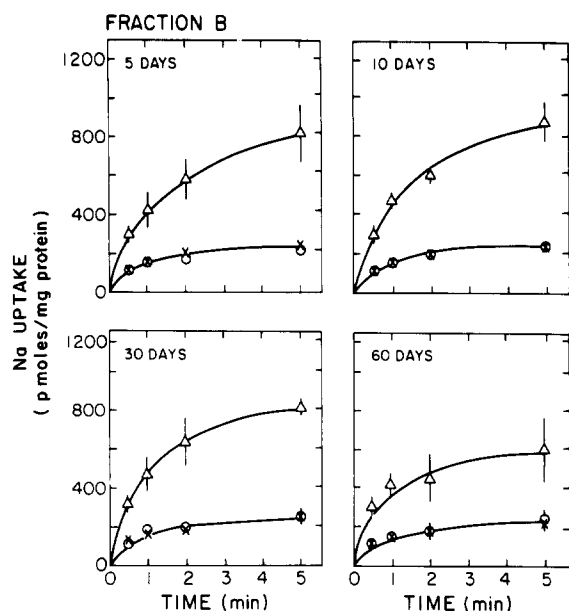 FRACTION B
5 DAYS
10 DAYS
1200
800
400
0
30 DAYS
60 DAYS
1200
800
400
0
Na UPTAKE
( p moles/mg protein)
0 1 2 3 4 5
0 1 2 3 4 5
TIME (min)
TIME (min)